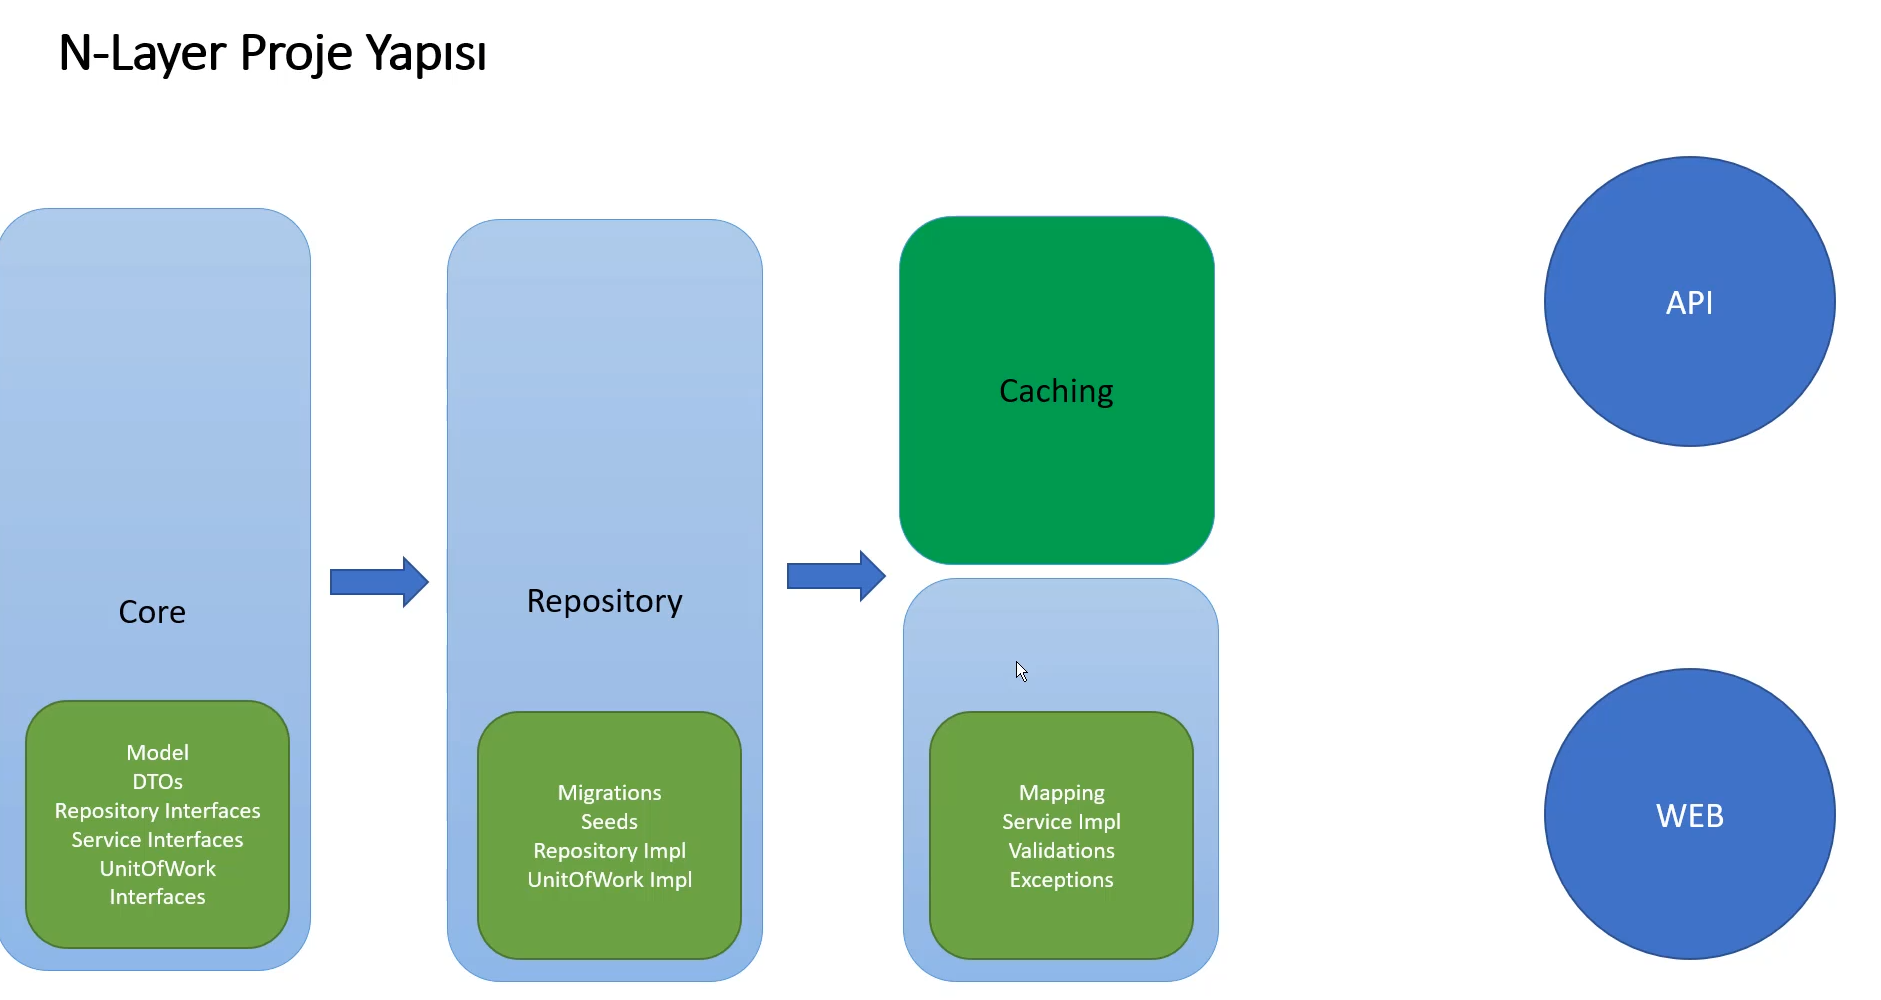 N-Layer Proje Yapısı
Core
Model
DTOs
Repository Interfaces
Service Interfaces
UnitOfWork
Interfaces
Repository
Migrations
Seeds
Repository Impl
UnitOfWork Impl
Caching
Mapping
Service Impl
Validations
Exceptions
API
WEB